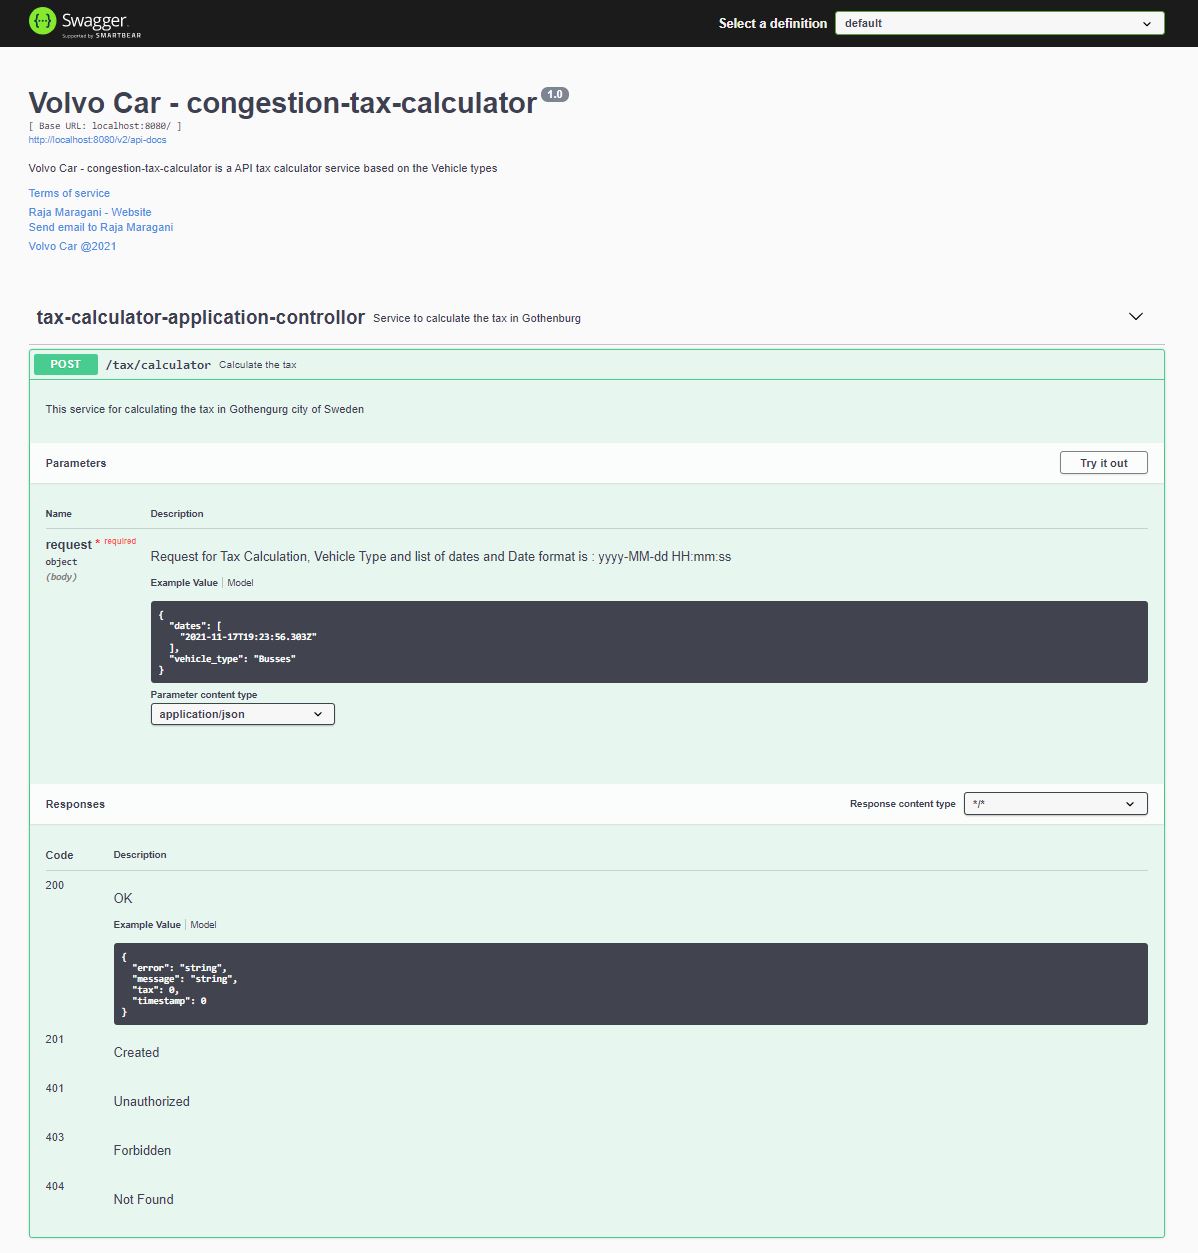 Swagger.
Supported by SMARTBEAR
Select a definition
default
Volvo Car - congestion-tax-calculator 1.0
[ Base URL: localhost:8080/ ]
http://localhost:8080/v2/api-docs
Volvo Car - congestion-tax-calculator is a API tax calculator service based on the Vehicle types
Terms of service
Raja Maragani - Website
Send email to Raja Maragani
Volvo Car @2021
tax-calculator-application-controllor Service to calculate the tax in Gothenburg
POST /tax/calculator Calculate the tax
This service for calculating the tax in Gothengurg city of Sweden
Parameters
Try it out
Name Description
request * required
object
(body)
Request for Tax Calculation, Vehicle Type and list of dates and Date format is : yyyy-MM-dd HH:mm:ss
Example Value Model
{
"dates": [
"2021-11-17T19:23:56.303Z"
],
"vehicle_type": "Busses"
}
Parameter content type
application/json
Responses
Response content type
*/*
Code Description
200
OK
Example Value Model
{
"error": "string",
"message": "string",
"tax": 0,
"timestamp": 0
}
201
Created
401
Unauthorized
403
Forbidden
404
Not Found